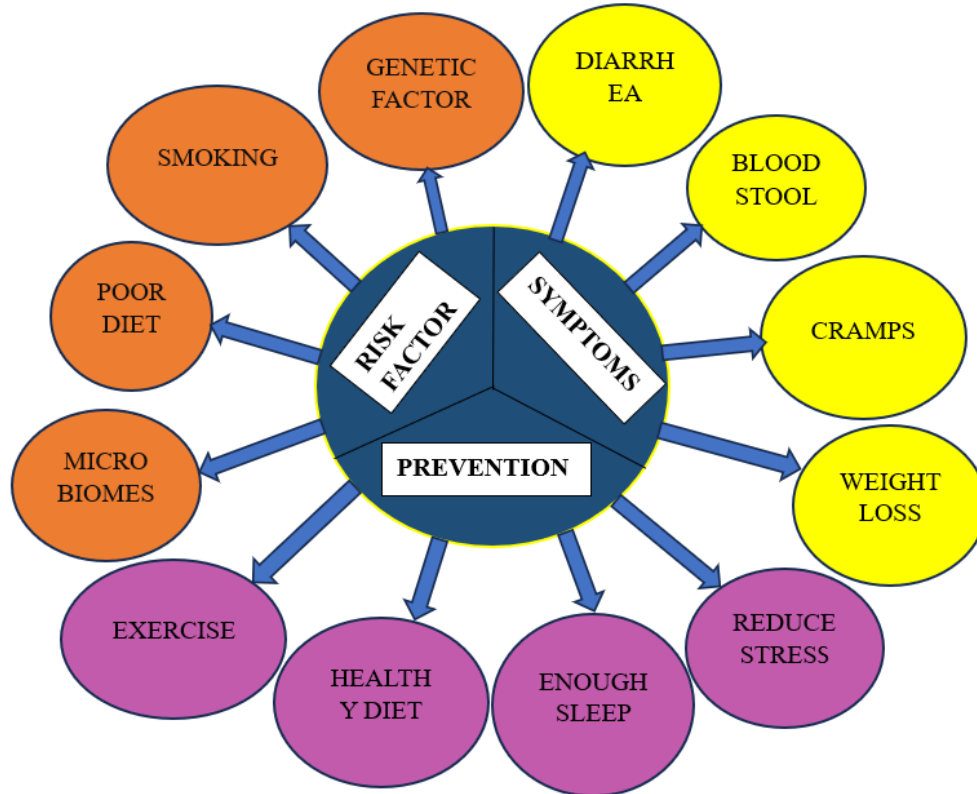 GENETIC
FACTOR
DIARRH
EA
SMOKING
BLOOD
STOOL
POOR
DIET
RISK
FACTOR
SYMPTOMS
CRAMPS
MICRO
BIOMES
PREVENTION
WEIGHT
LOSS
EXERCISE
HEALTH
Y DIET
ENOUGH
SLEEP
REDUCE
STRESS